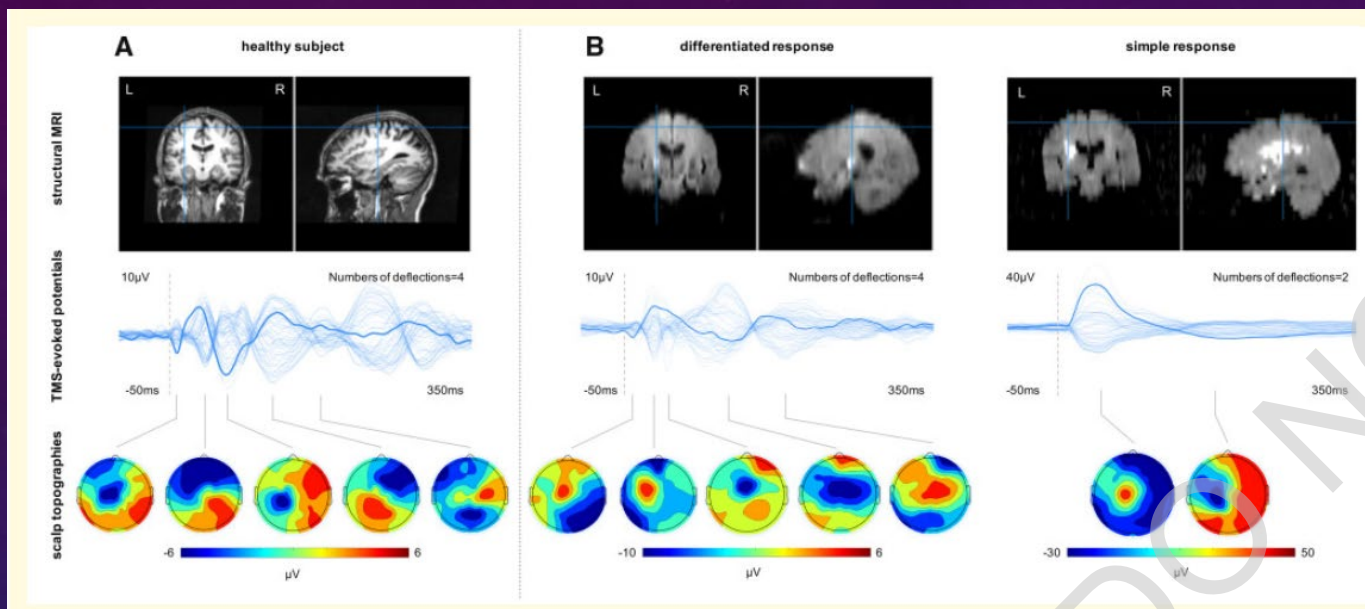 A healthy subject
B differentiated response
simple response
structural MRI
L R
L R
L R
TMS-evoked potentials
10µV Numbers of deflections=4
-50ms 350ms
10µV Numbers of deflections=4
-50ms 350ms
40µV Numbers of deflections=2
-50ms 350ms
scalp topographies
-6 6
µV
-10 6
µV
-30 50
µV
DO NO